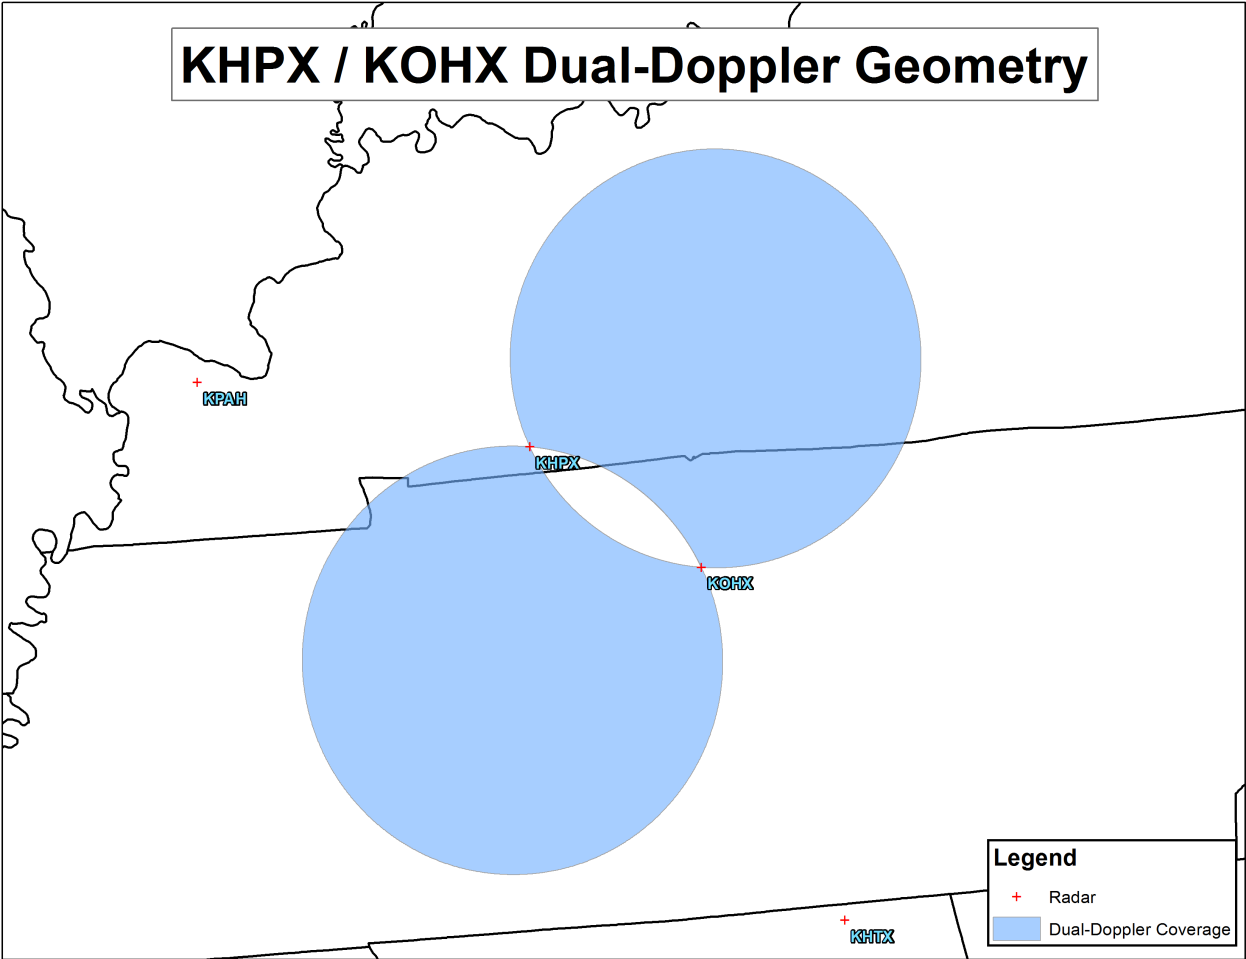 KHPX / KOHX Dual-Doppler Geometry
KPAH
KHPX
KOHX
Legend
Radar
Dual-Doppler Coverage
KHTX